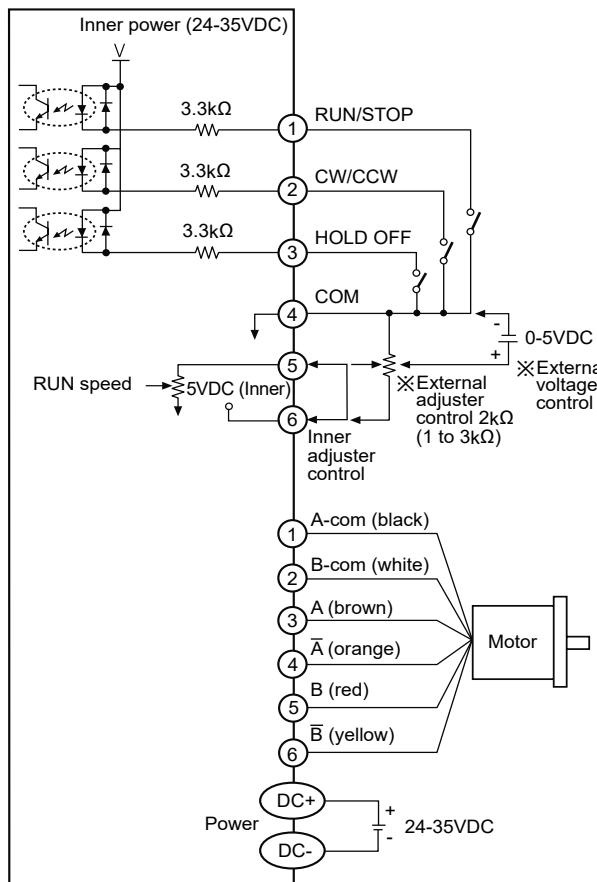 Inner power (24-35VDC)
V
3.3kΩ
1
RUN/STOP
3.3kΩ
2
CW/CCW
3.3kΩ
3
HOLD OFF
4
COM
-
+
0-5VDC
※External
voltage
control
5
RUN speed
5VDC (Inner)
6
Inner
adjuster
control
※External
adjuster
control 2kΩ
(1 to 3kΩ)
1
A-com (black)
2
B-com (white)
3
A (brown)
4
A̅ (orange)
5
B (red)
6
B̅ (yellow)
Motor
Power
DC+
DC-
+
-
24-35VDC